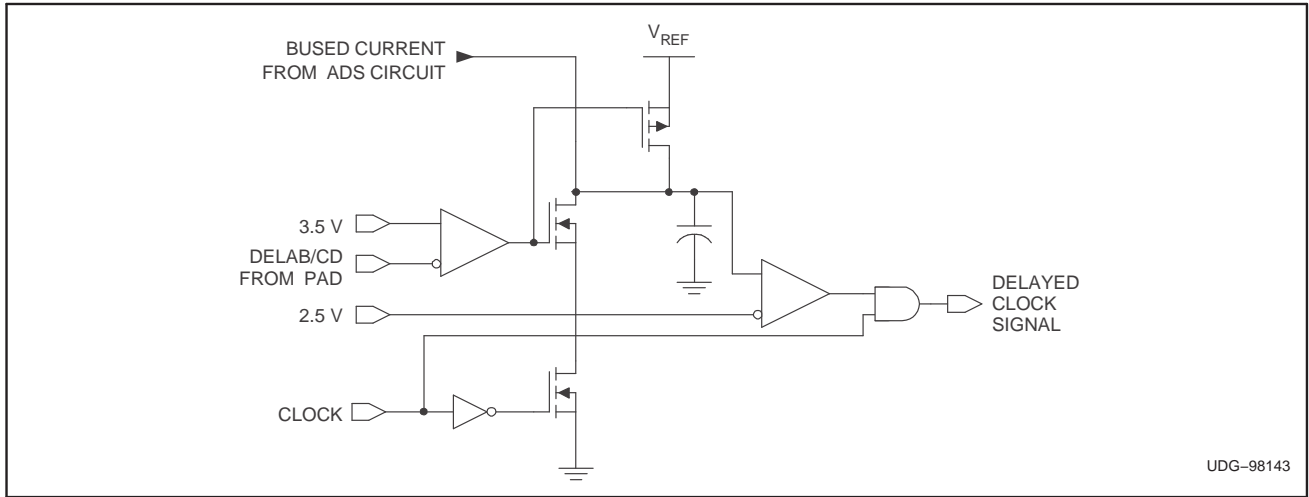 BUSED CURRENT
FROM ADS CIRCUIT
VREF
3.5 V
DELAB/CD
FROM PAD
2.5 V
DELAYED
CLOCK
SIGNAL
CLOCK
UDG–98143